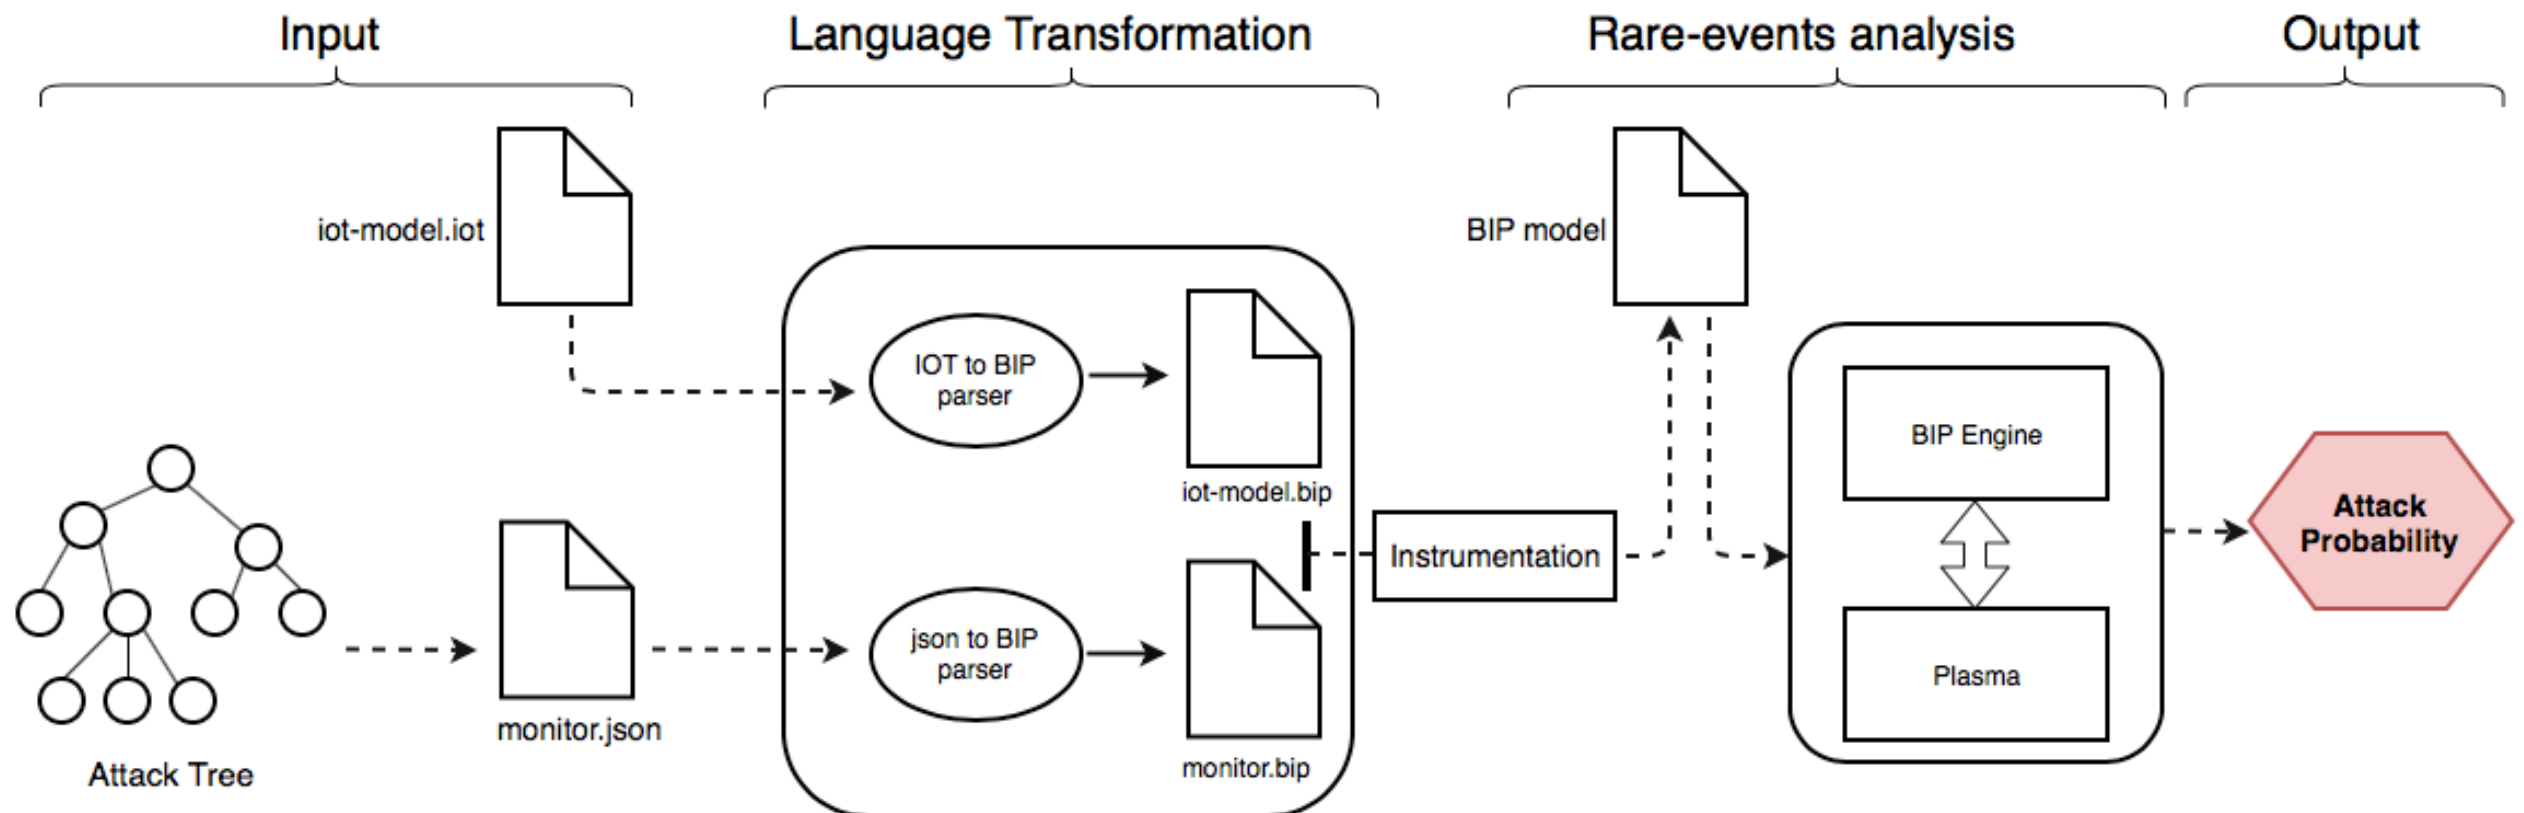 Input
Language Transformation
Rare-events analysis
Output
iot-model.iot
BIP model
IOT to BIP
parser
iot-model.bip
BIP Engine
Attack
Probability
Instrumentation
json to BIP
parser
Plasma
monitor.json
monitor.bip
Attack Tree